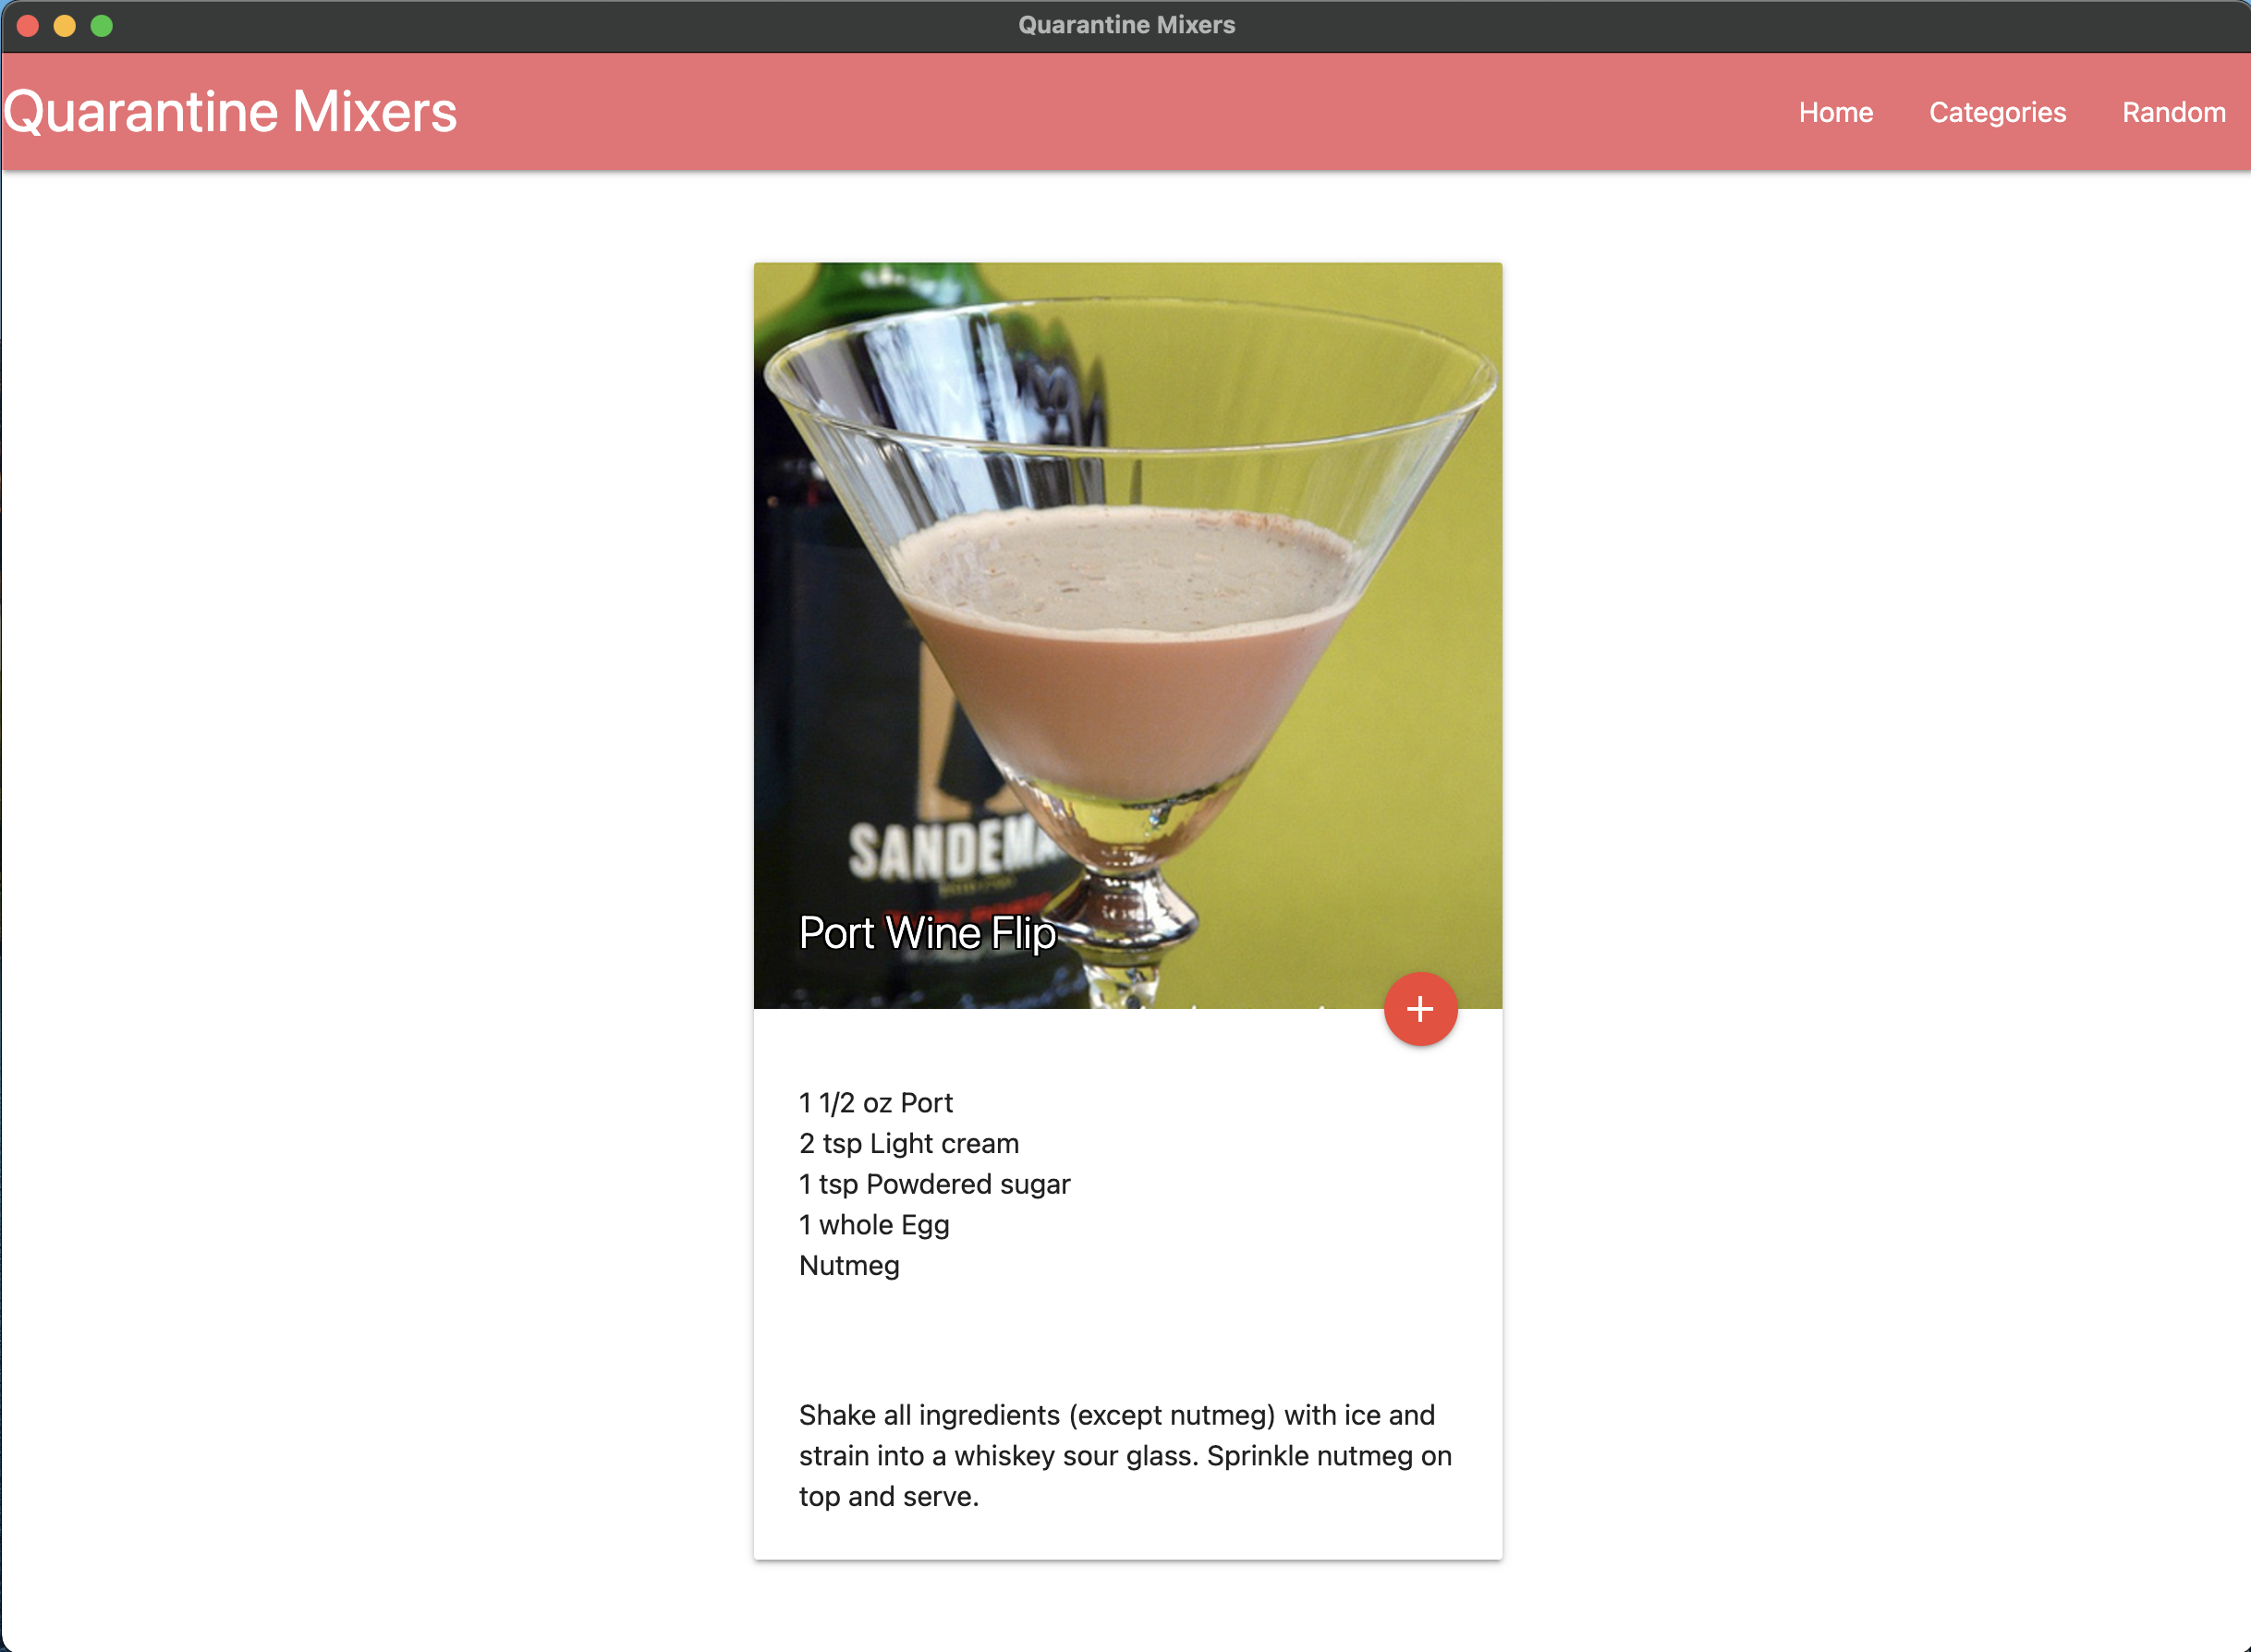 Quarantine Mixers
Quarantine Mixers
Home Categories Random
SANDEMA
Port Wine Flip
1 1/2 oz Port
2 tsp Light cream
1 tsp Powdered sugar
1 whole Egg
Nutmeg
Shake all ingredients (except nutmeg) with ice and
strain into a whiskey sour glass. Sprinkle nutmeg on
top and serve.